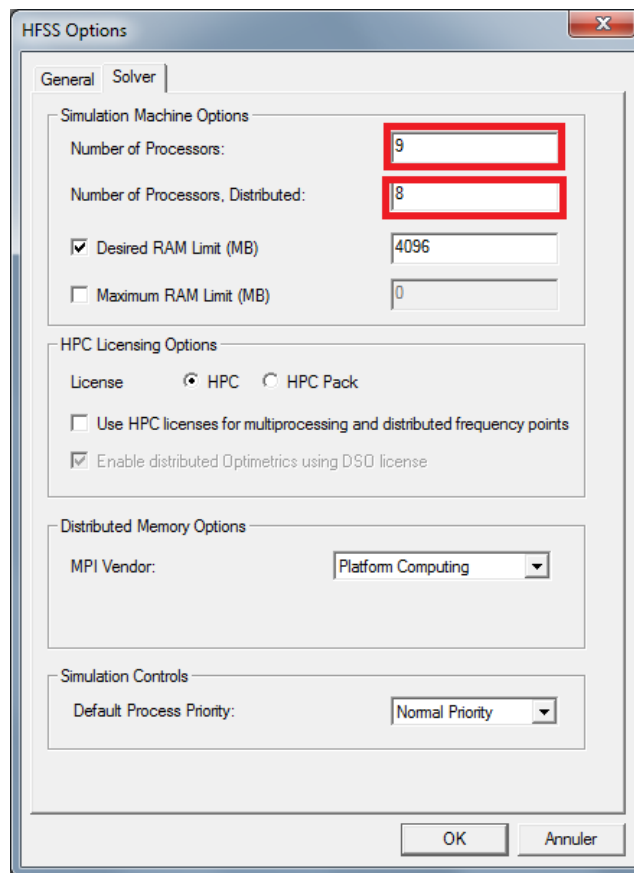 HFSS Options
General Solver
Simulation Machine Options
Number of Processors: 9
Number of Processors, Distributed: 8
Desired RAM Limit (MB) 4096
Maximum RAM Limit (MB) 0
HPC Licensing Options
License HPC HPC Pack
Use HPC licenses for multiprocessing and distributed frequency points
Enable distributed Optimetrics using DSO license
Distributed Memory Options
MPI Vendor: Platform Computing
Simulation Controls
Default Process Priority: Normal Priority
OK Annuler